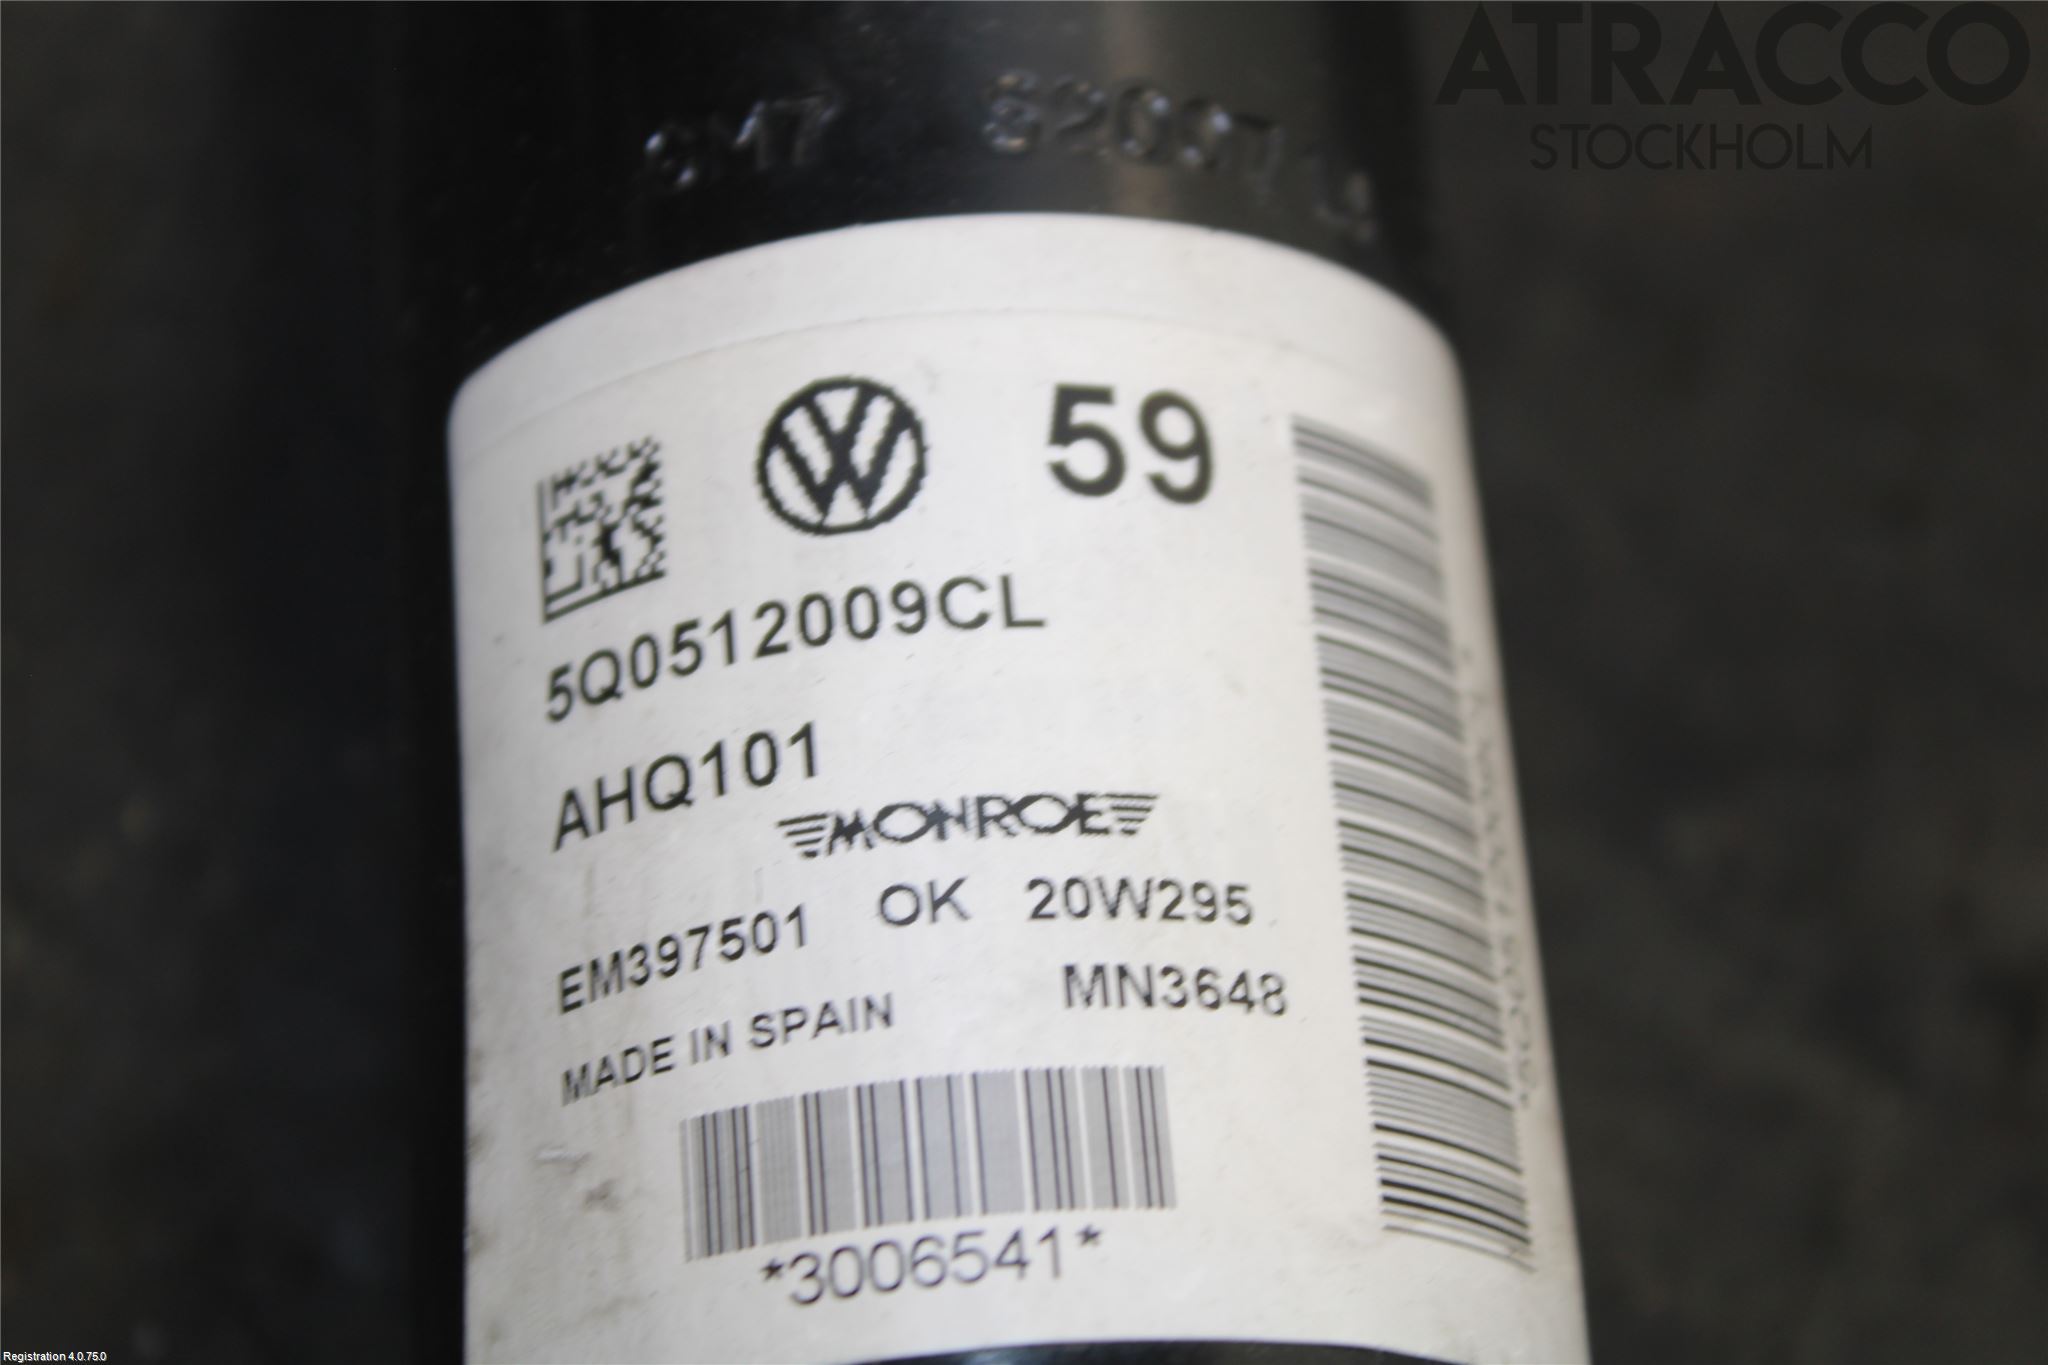 ATRACCO
STOCKHOLM
59
5Q0512009CL
AHQ101
MONROE
EM397501 OK 20W295
MADE IN SPAIN MN3648
*3006541*
Registration 4.0.75.0